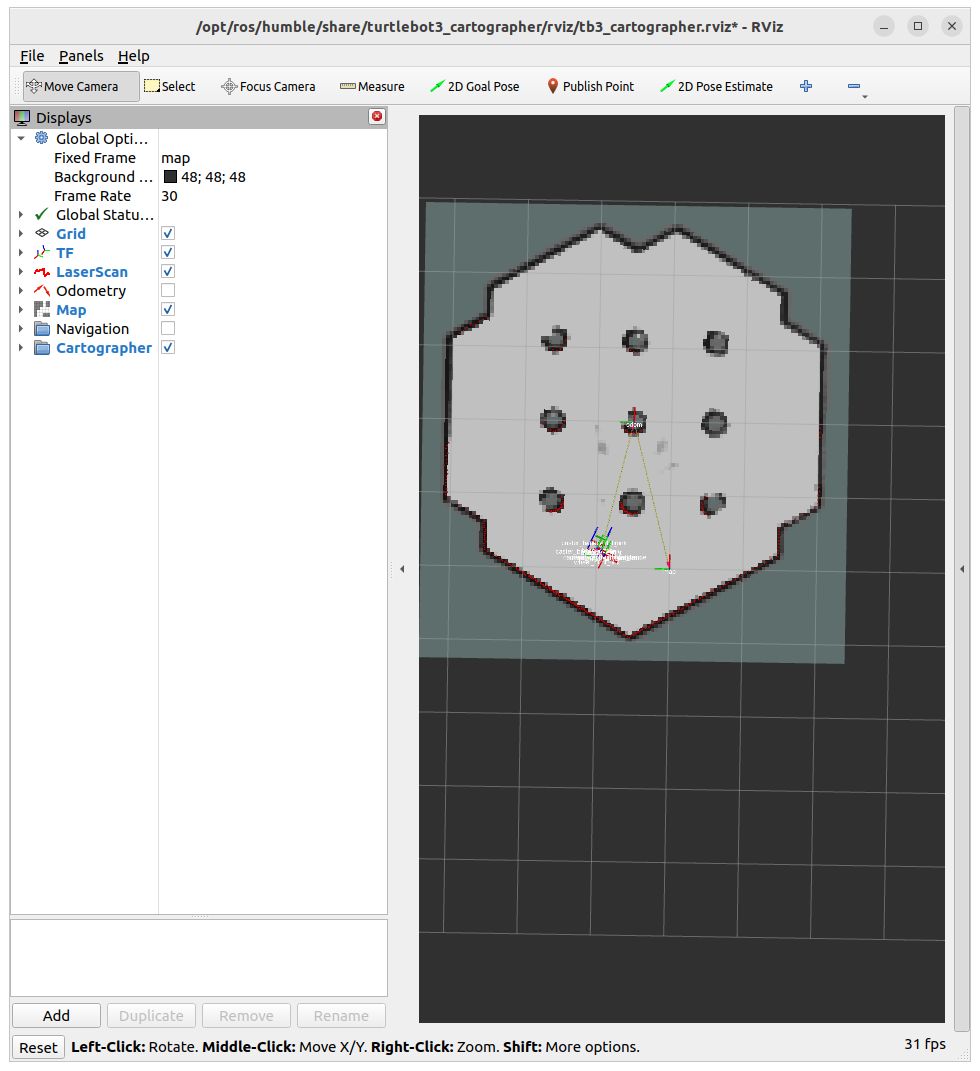 /opt/ros/humble/share/turtlebot3_cartographer/rviz/tb3_cartographer.rviz* - RViz
File Panels Help
Move Camera Select Focus Camera Measure 2D Goal Pose Publish Point 2D Pose Estimate
Displays
Global Opti...
Fixed Frame map
Background ... 48; 48; 48
Frame Rate 30
Global Statu...
Grid
TF
LaserScan
Odometry
Map
Navigation
Cartographer
odom
Add Duplicate Remove Rename
Reset Left-Click: Rotate. Middle-Click: Move X/Y. Right-Click: Zoom. Shift: More options. 31 fps